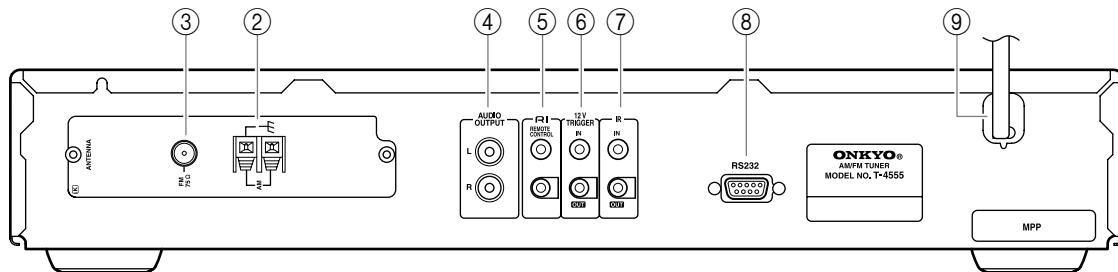 ③ ② ④ ⑤ ⑥ ⑦ ⑧ ⑨
ANTENNA
FM
75Ω
AM
K
AUDIO
OUTPUT
L
R
RI
REMOTE
CONTROL
12 V
TRIGGER
IN
OUT
IR
IN
OUT
RS232
ONKYO®
AM/FM TUNER
MODEL NO. T-4555
MPP